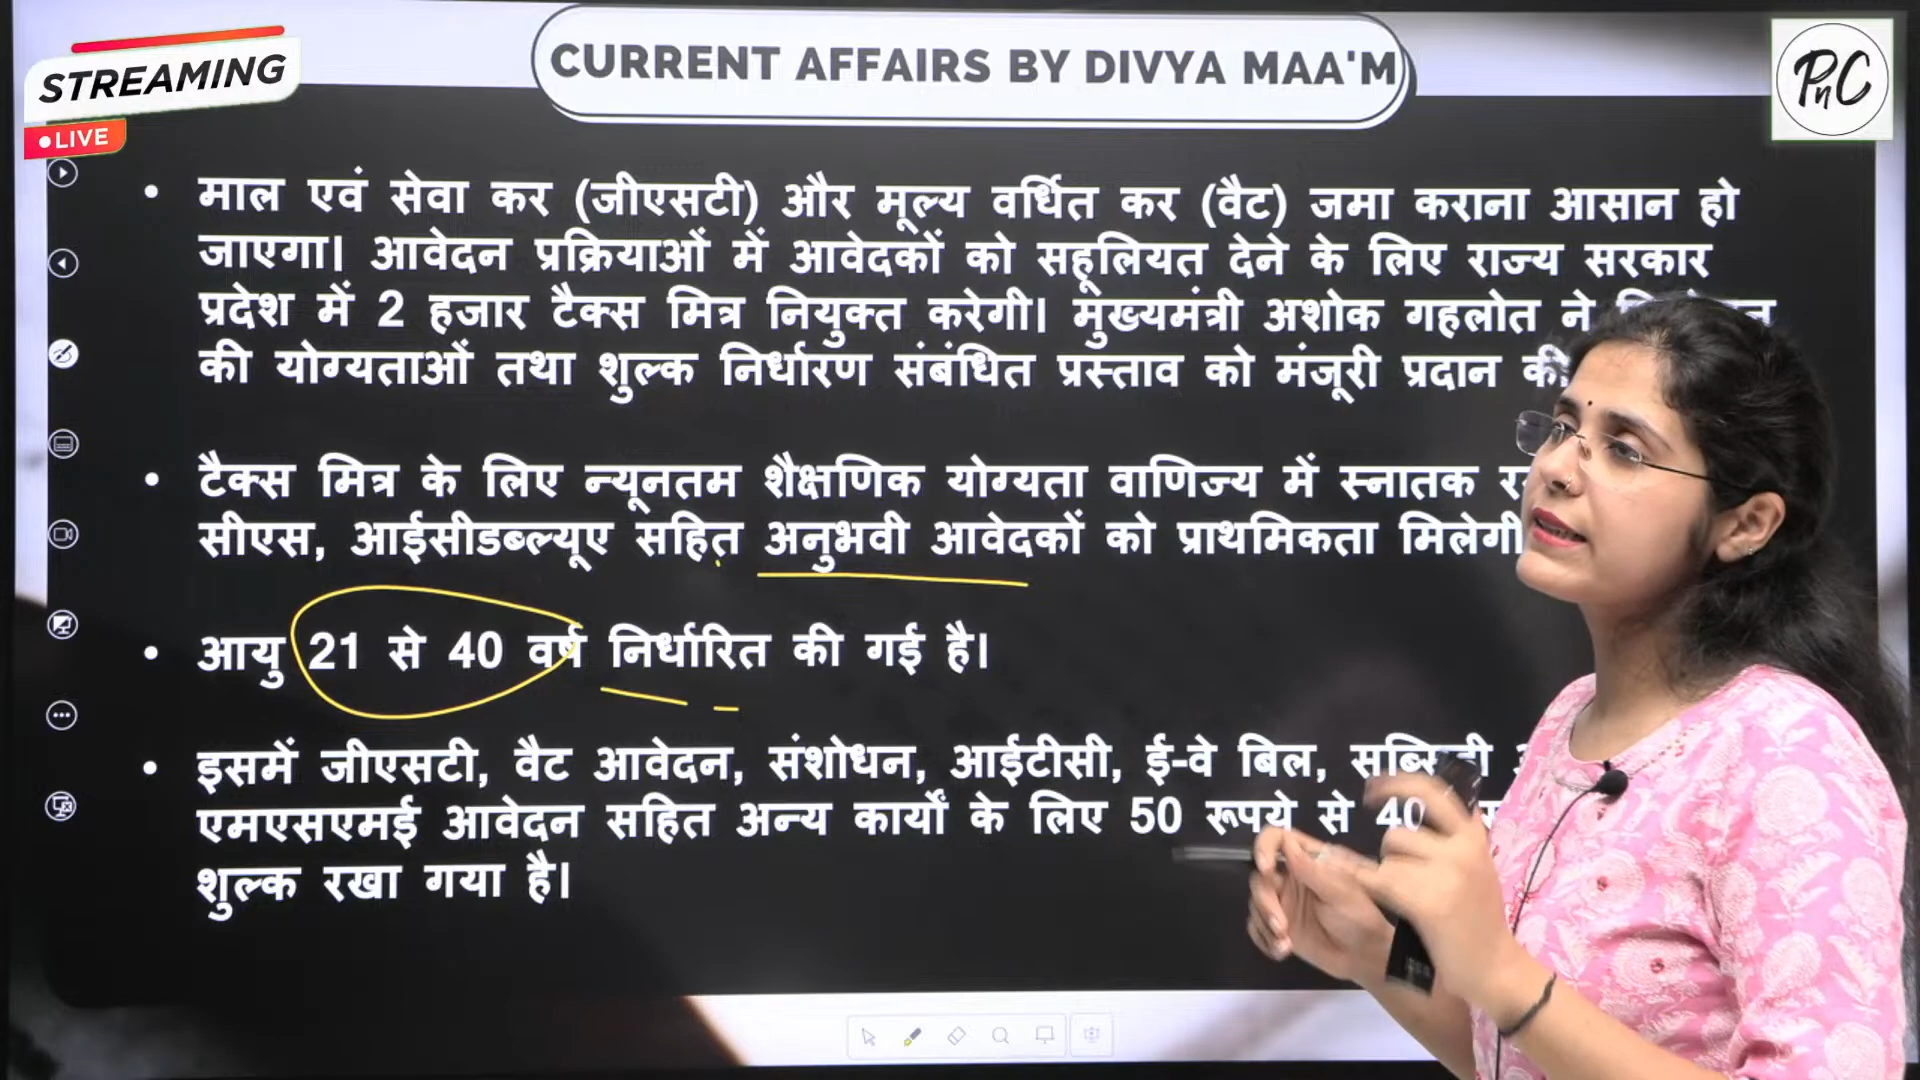 STREAMING
LIVE
CURRENT AFFAIRS BY DIVYA MAA'M
PnC
• माल एवं सेवा कर (जीएसटी) और मूल्य वर्धित कर (वैट) जमा कराना आसान हो
जाएगा। आवेदन प्रक्रियाओं में आवेदकों को सहूलियत देने के लिए राज्य सरकार
प्रदेश में 2 हजार टैक्स मित्र नियुक्त करेगी। मुख्यमंत्री अशोक गहलोत ने
की योग्यताओं तथा शुल्क निर्धारण संबंधित प्रस्ताव को मंजूरी प्रदान की
• टैक्स मित्र के लिए न्यूनतम शैक्षणिक योग्यता वाणिज्य में स्नातक
सीएस, आईसीडब्ल्यूए सहित अनुभवी आवेदकों को प्राथमिकता मिलेगी
• आयु 21 से 40 वर्ष निर्धारित की गई है।
• इसमें जीएसटी, वैट आवेदन, संशोधन, आईटीसी, ई-वे बिल,
एमएसएमई आवेदन सहित अन्य कार्यों के लिए 50 रूपये से
शुल्क रखा गया है।